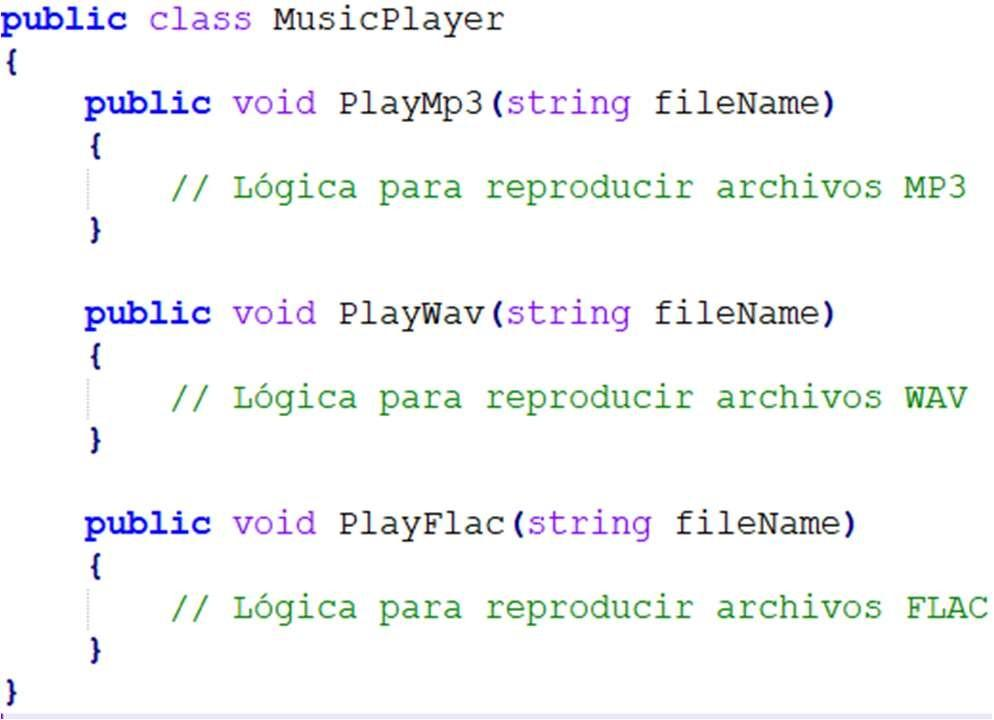 public class MusicPlayer
{
    public void PlayMp3(string fileName)
    {
        // Lógica para reproducir archivos MP3
    }

    public void PlayWav(string fileName)
    {
        // Lógica para reproducir archivos WAV
    }

    public void PlayFlac(string fileName)
    {
        // Lógica para reproducir archivos FLAC
    }
}